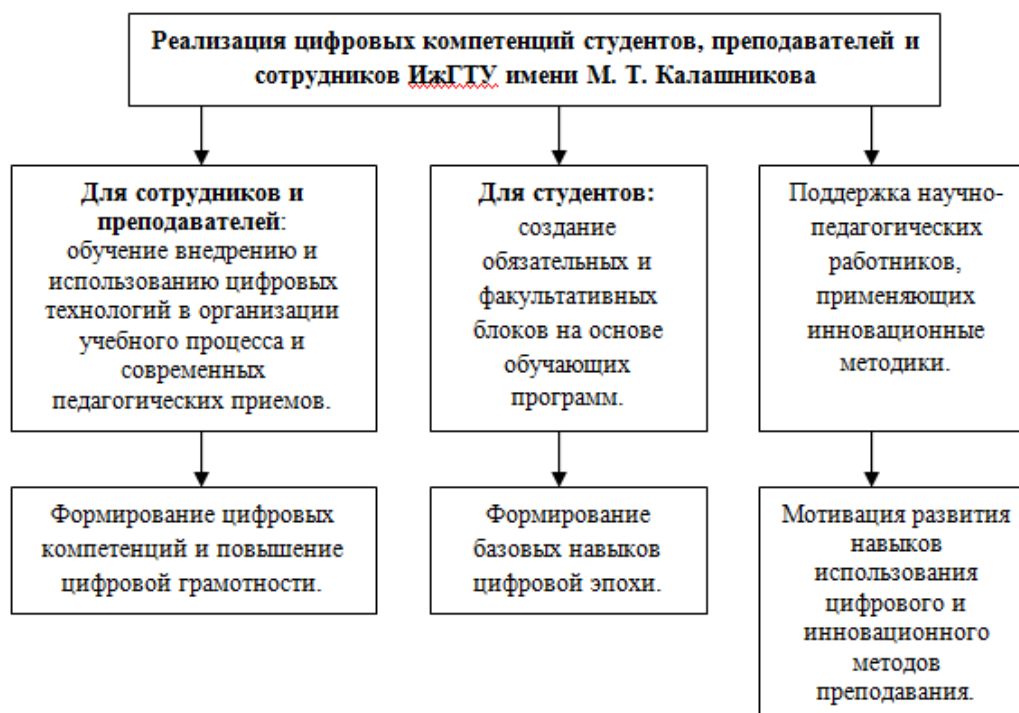 Реализация цифровых компетенций студентов, преподавателей и
сотрудников ИжГТУ имени М. Т. Калашникова
Для сотрудников и
преподавателей:
обучение внедрению и
использованию цифровых
технологий в организации
учебного процесса и
современных
педагогических приемов.
Для студентов:
создание
обязательных и
факультативных
блоков на основе
обучающих
программ.
Поддержка научно-
педагогических
работников,
применяющих
инновационные
методики.
Формирование цифровых
компетенций и повышение
цифровой грамотности.
Формирование
базовых навыков
цифровой эпохи.
Мотивация развития
навыков
использования
цифрового и
инновационного
методов
преподавания.